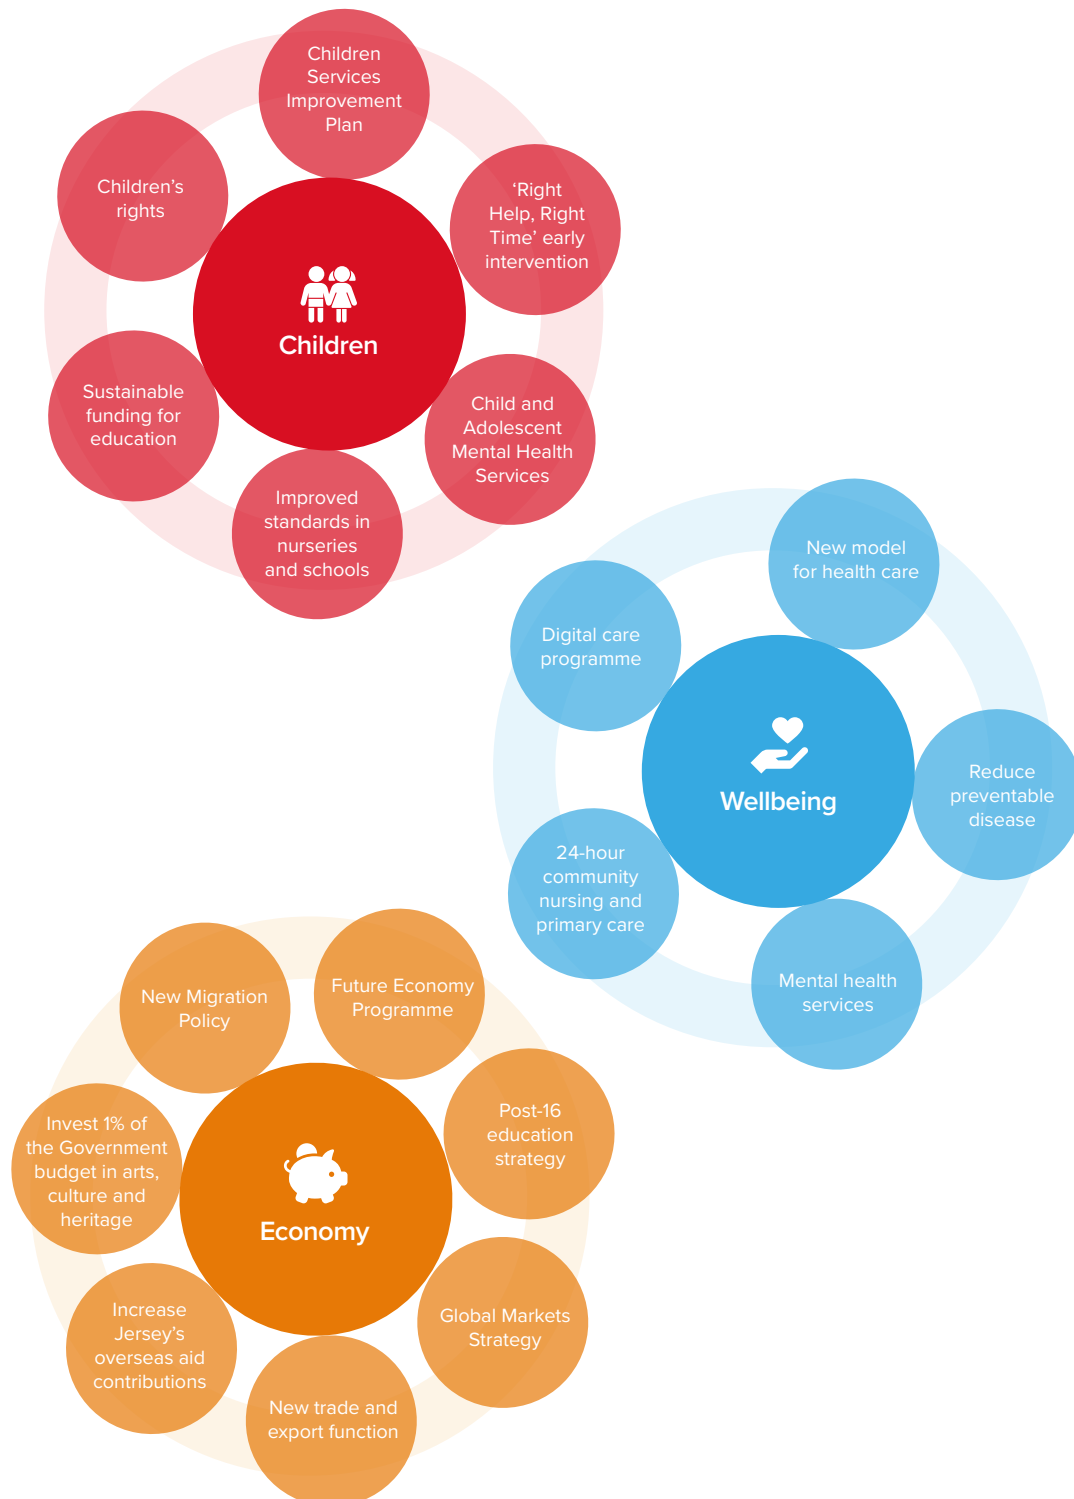 Children
Services
Improvement
Plan
Children’s
rights
‘Right
Help, Right
Time’ early
intervention
Children
Sustainable
funding for
education
Child and
Adolescent
Mental Health
Services
Improved
standards in
nurseries
and schools
New model
for health care
Digital care
programme
Wellbeing
Reduce
preventable
disease
24-hour
community
nursing and
primary care
Mental health
services
New Migration
Policy
Future Economy
Programme
Invest 1% of
the Government
budget in arts,
culture and
heritage
Post-16
education
strategy
Economy
Increase
Jersey’s
overseas aid
contributions
Global Markets
Strategy
New trade and
export function